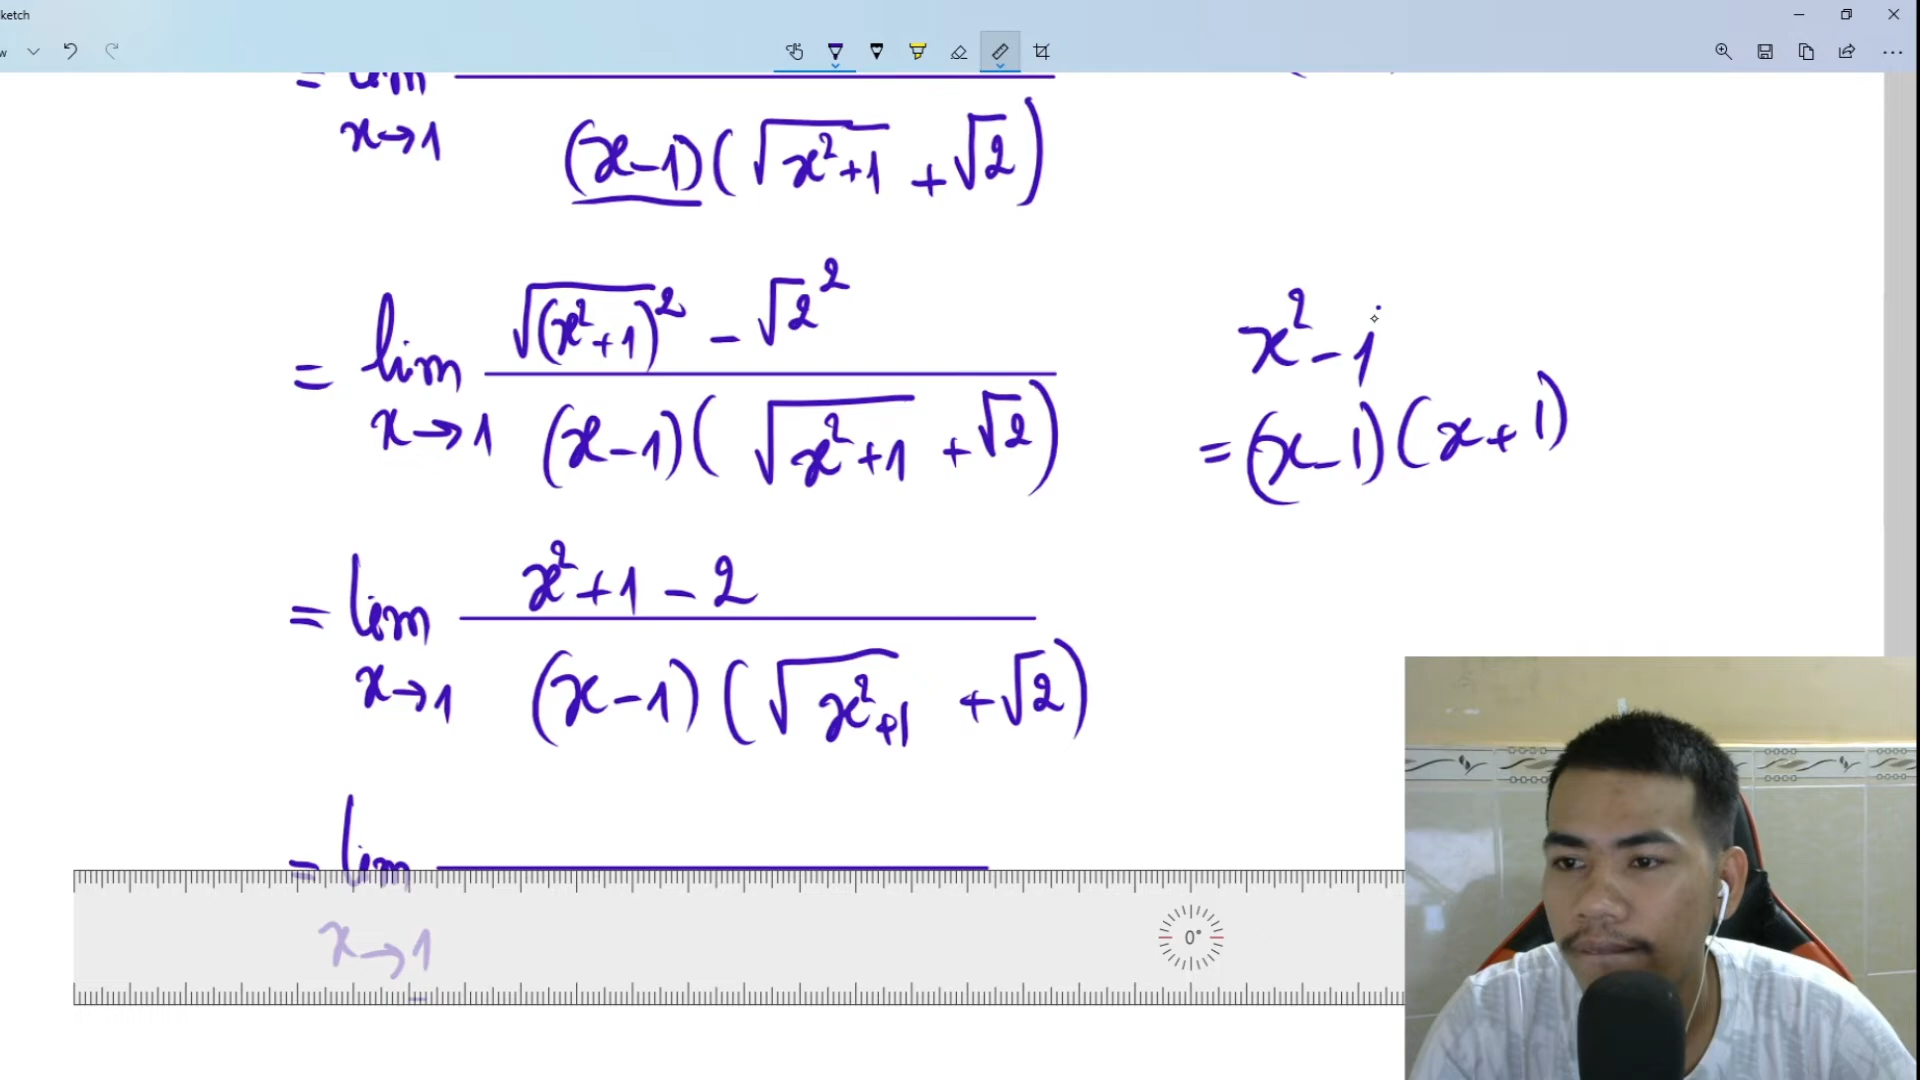 ketch
w
= lim
x→1
(x-1)(√x²+1 + √2)
= lim √(x²+1)² - √2²
x→1 (x-1)(√x²+1 + √2)
x²-1
= (x-1)(x+1)
= lim x²+1-2
x→1 (x-1)(√x²+1 + √2)
= lim
x→1
0°